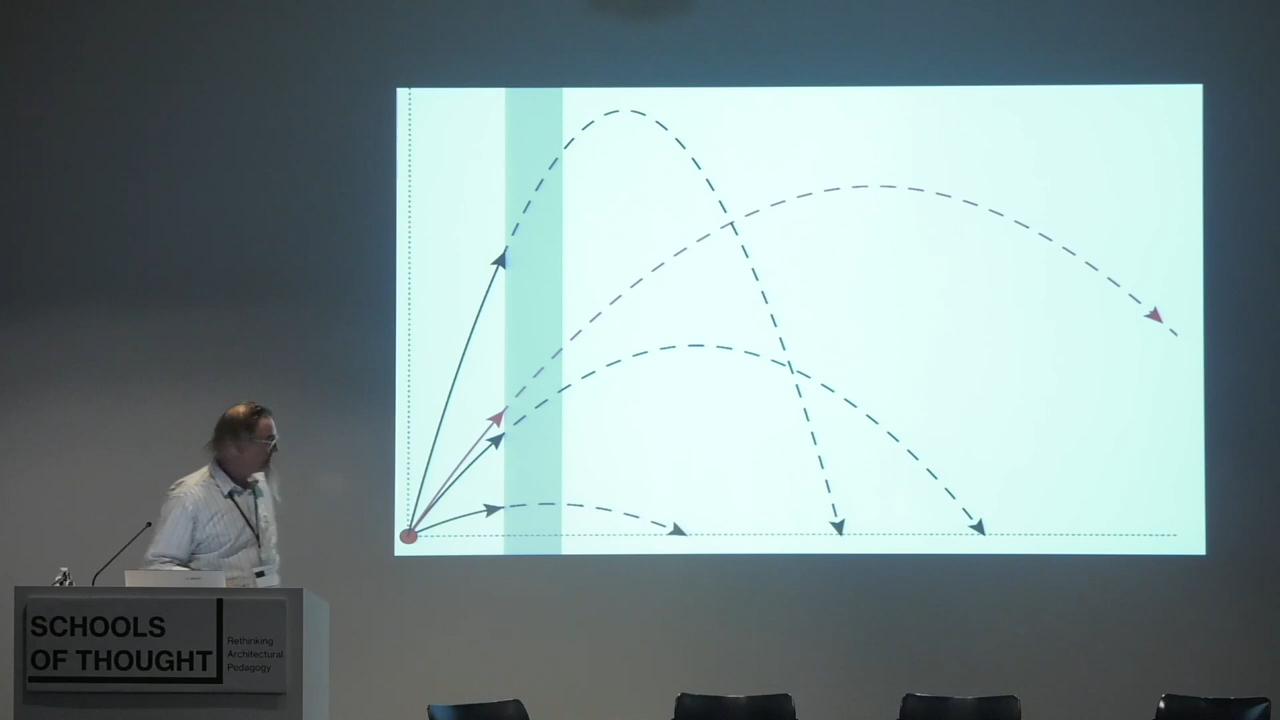 SCHOOLS
OF THOUGHT
Rethinking
Architectural
Pedagogy